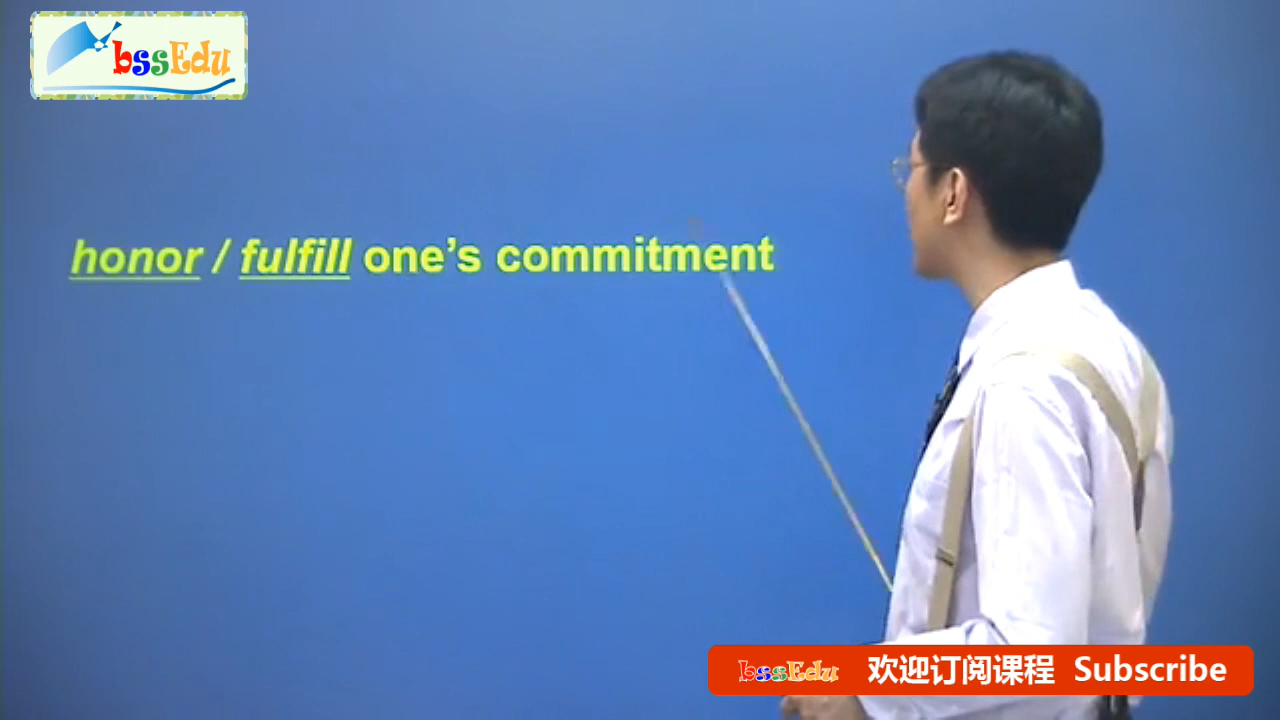 bssEdu
honor / fulfill one's commitment
bssEdu 欢迎订阅课程 Subscribe